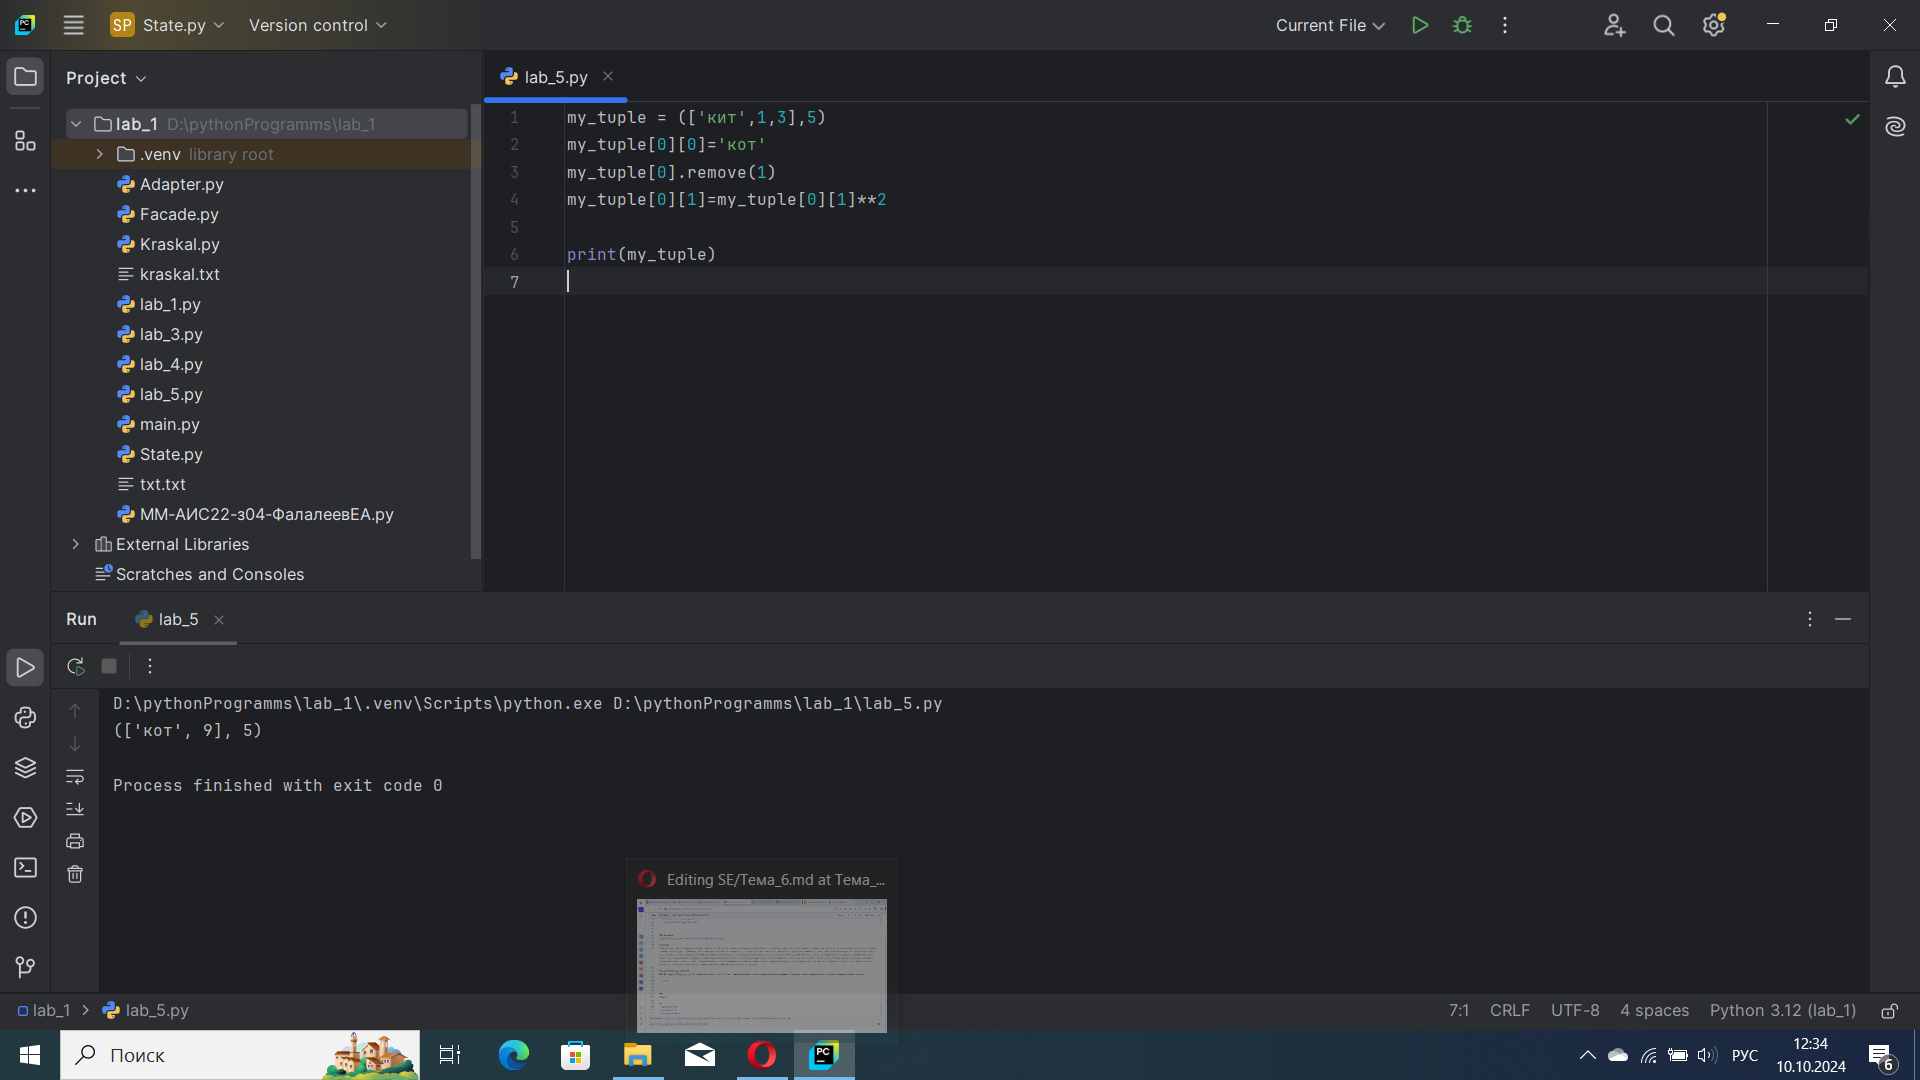 SP State.py Version control Current File
Project
lab_5.py
lab_1 D:\pythonProgramms\lab_1
.venv library root
Adapter.py
Facade.py
Kraskal.py
kraskal.txt
lab_1.py
lab_3.py
lab_4.py
lab_5.py
main.py
State.py
txt.txt
ММ-АИС22-з04-ФалалеевЕА.py
External Libraries
Scratches and Consoles
1 my_tuple = (['кит',1,3],5)
2 my_tuple[0][0]='кот'
3 my_tuple[0].remove(1)
4 my_tuple[0][1]=my_tuple[0][1]**2
5
6 print(my_tuple)
7
Run lab_5
D:\pythonProgramms\lab_1\.venv\Scripts\python.exe D:\pythonProgramms\lab_1\lab_5.py
(['кот', 9], 5)
Process finished with exit code 0
Editing SE/Тема_6.md at Тема_...
lab_1 lab_5.py 7:1 CRLF UTF-8 4 spaces Python 3.12 (lab_1)
Поиск
РУС
12:34
10.10.2024
6